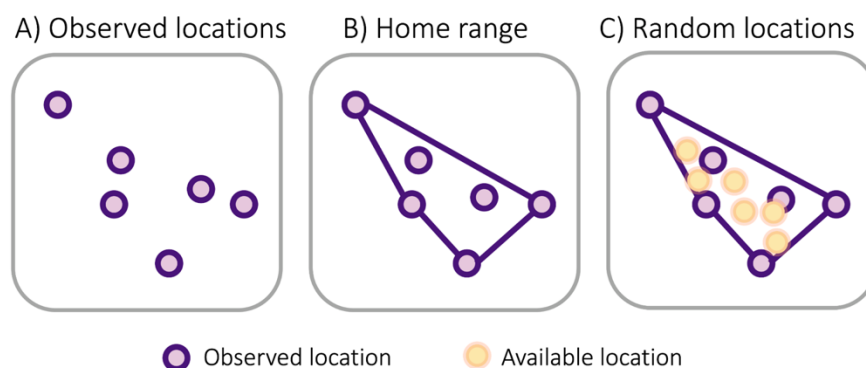 A) Observed locations
B) Home range
C) Random locations
Observed location
Available location